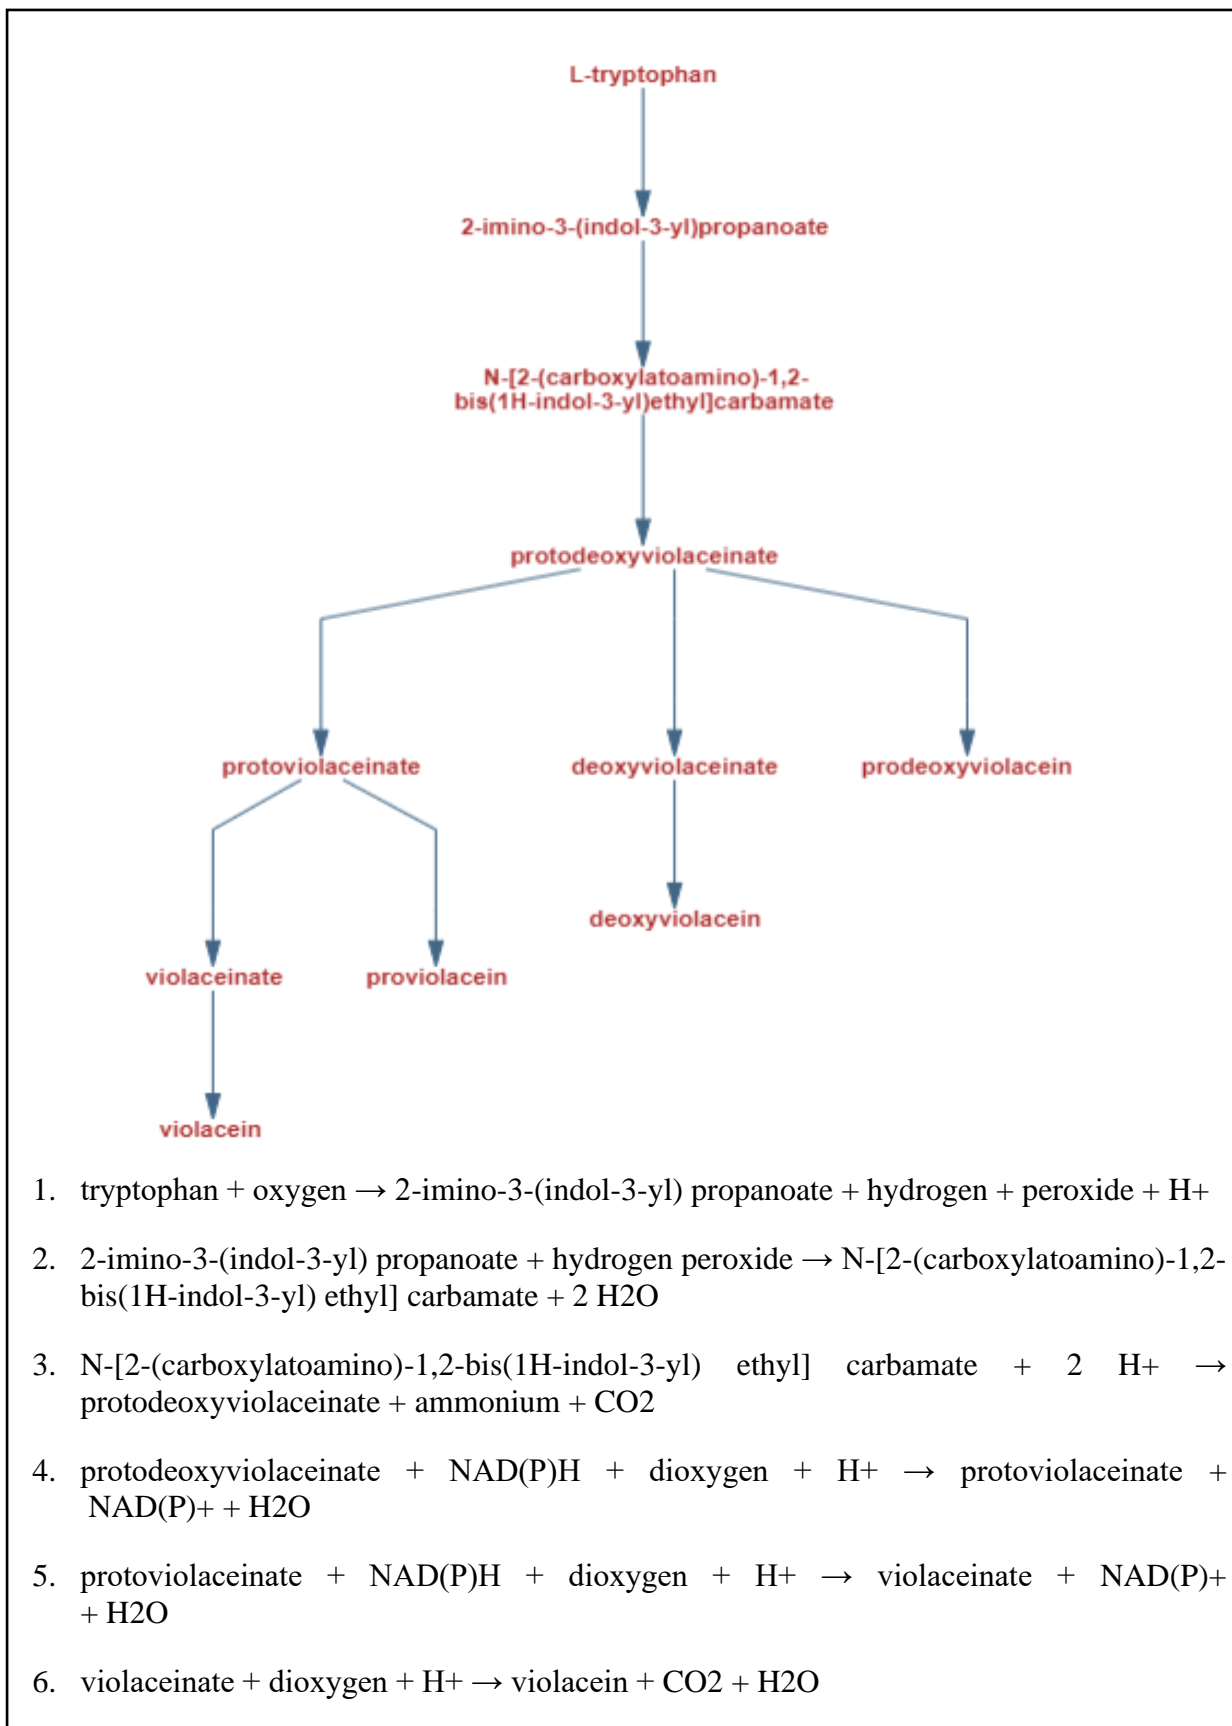 L-tryptophan
2-imino-3-(indol-3-yl)propanoate
N-[2-(carboxylatoamino)-1,2-
bis(1H-indol-3-yl)ethyl]carbamate
protodeoxyviolaceinate
protoviolaceinate
deoxyviolaceinate
prodeoxyviolacein
deoxyviolacein
violaceinate
proviolacein
violacein
1. tryptophan + oxygen → 2-imino-3-(indol-3-yl) propanoate + hydrogen + peroxide + H+
2. 2-imino-3-(indol-3-yl) propanoate + hydrogen peroxide → N-[2-(carboxylatoamino)-1,2-
bis(1H-indol-3-yl) ethyl] carbamate + 2 H2O
3. N-[2-(carboxylatoamino)-1,2-bis(1H-indol-3-yl) ethyl] carbamate + 2 H+ →
protodeoxyviolaceinate + ammonium + CO2
4. protodeoxyviolaceinate + NAD(P)H + dioxygen + H+ → protoviolaceinate +
NAD(P)+ + H2O
5. protoviolaceinate + NAD(P)H + dioxygen + H+ → violaceinate + NAD(P)+
+ H2O
6. violaceinate + dioxygen + H+ → violacein + CO2 + H2O